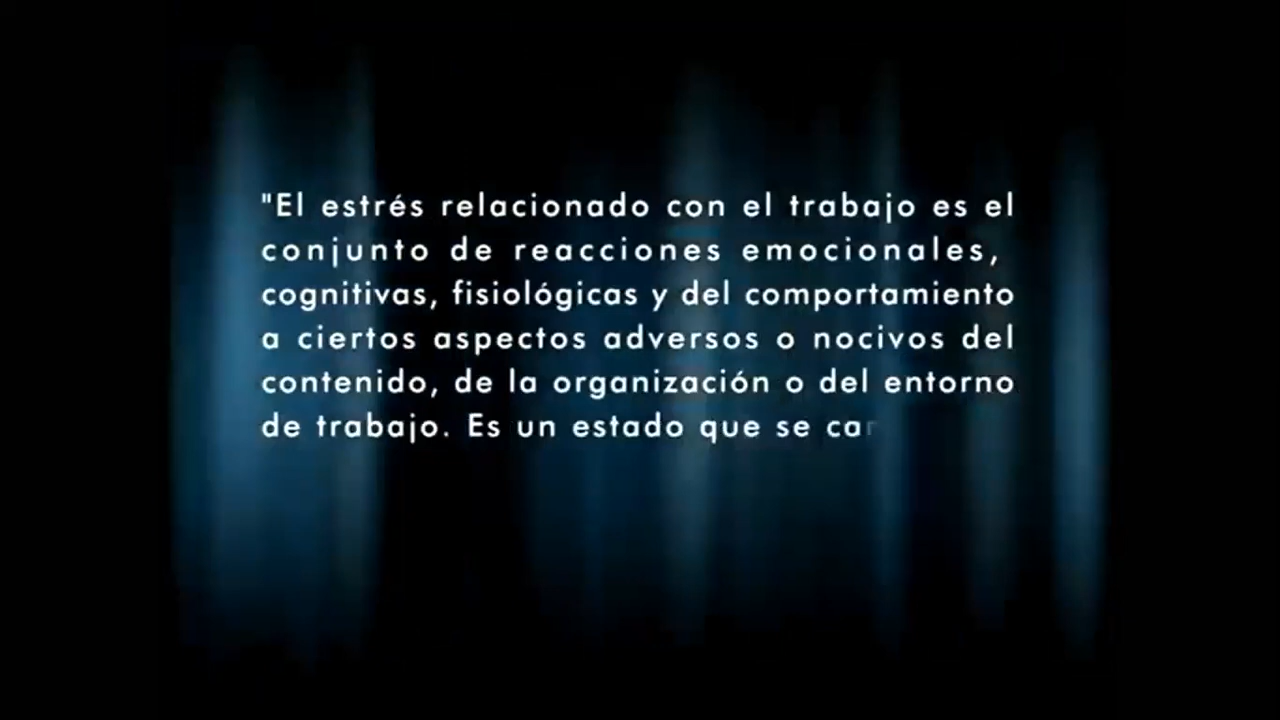 "El estrés relacionado con el trabajo es el
conjunto de reacciones emocionales,
cognitivas, fisiológicas y del comportamiento
a ciertos aspectos adversos o nocivos del
contenido, de la organización o del entorno
de trabajo. Es un estado que se car